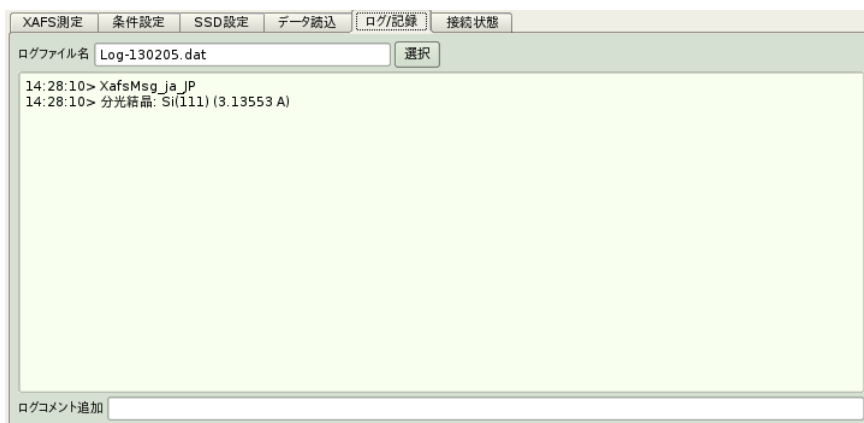 XAFS測定 条件設定 SSD設定 データ読込 ログ/記録 接続状態
ログファイル名 Log-130205.dat 選択
14:28:10> XafsMsg_ja_JP
14:28:10> 分光結晶: Si(111) (3.13553 A)
ログコメント追加